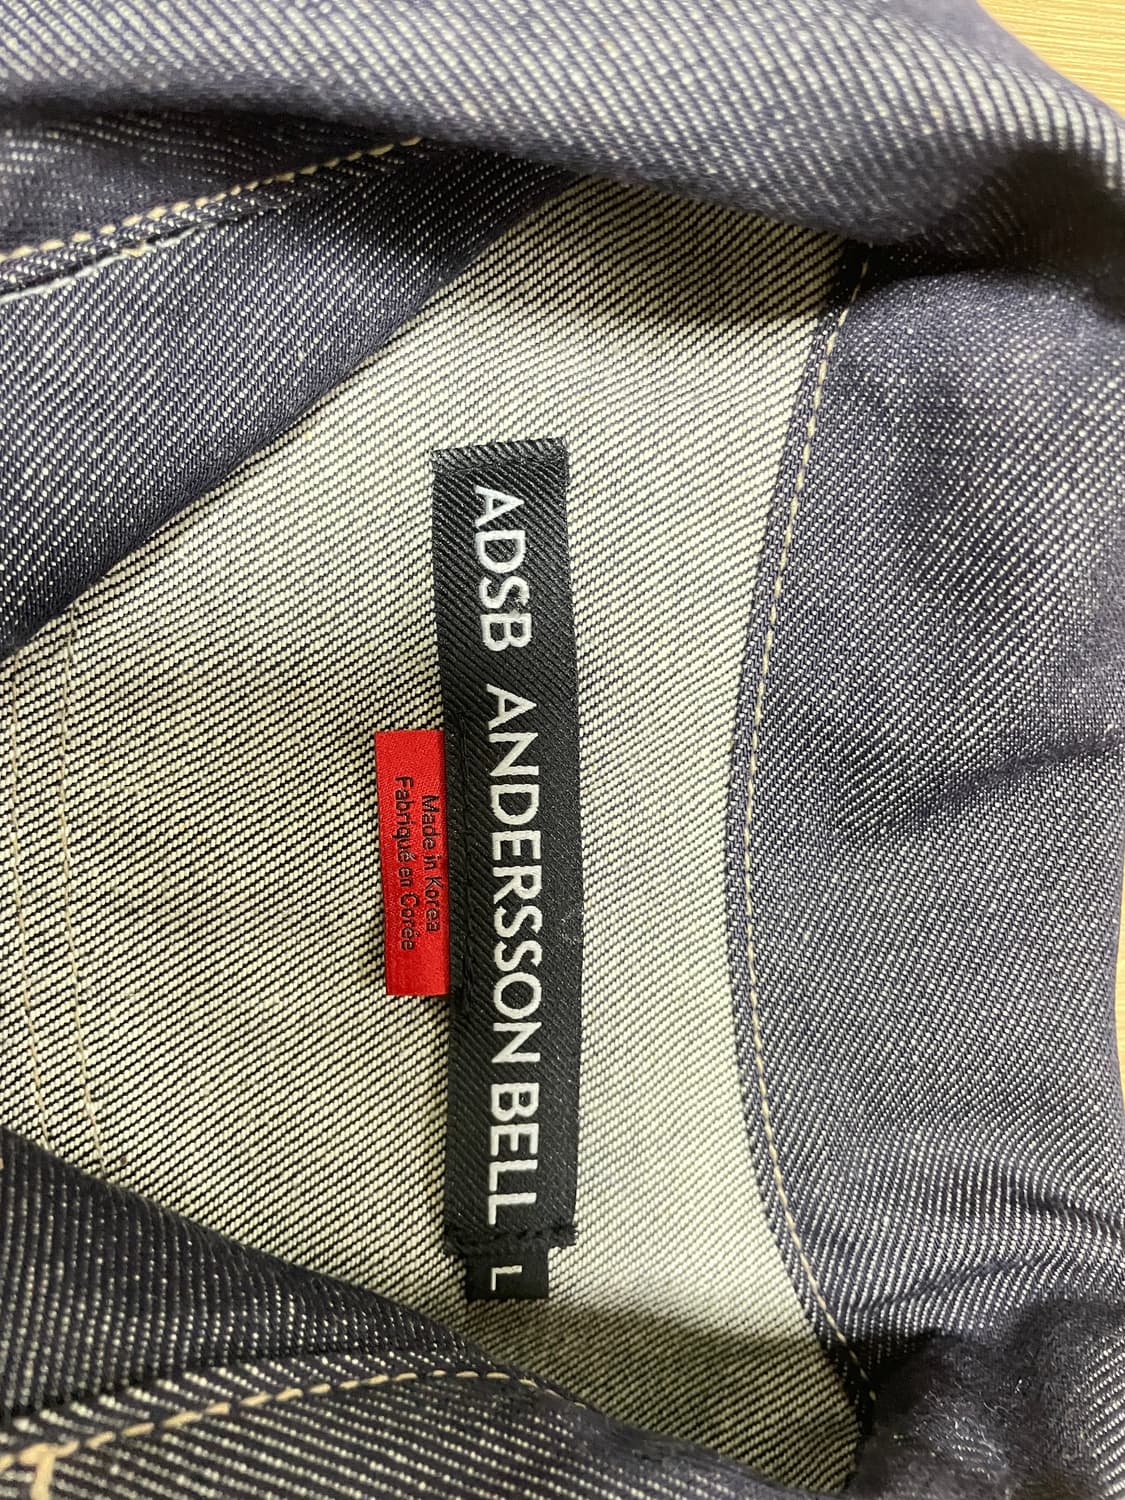 ADSB ANDERSSON BELL
L
Made in Korea
Fabriqué en Corée